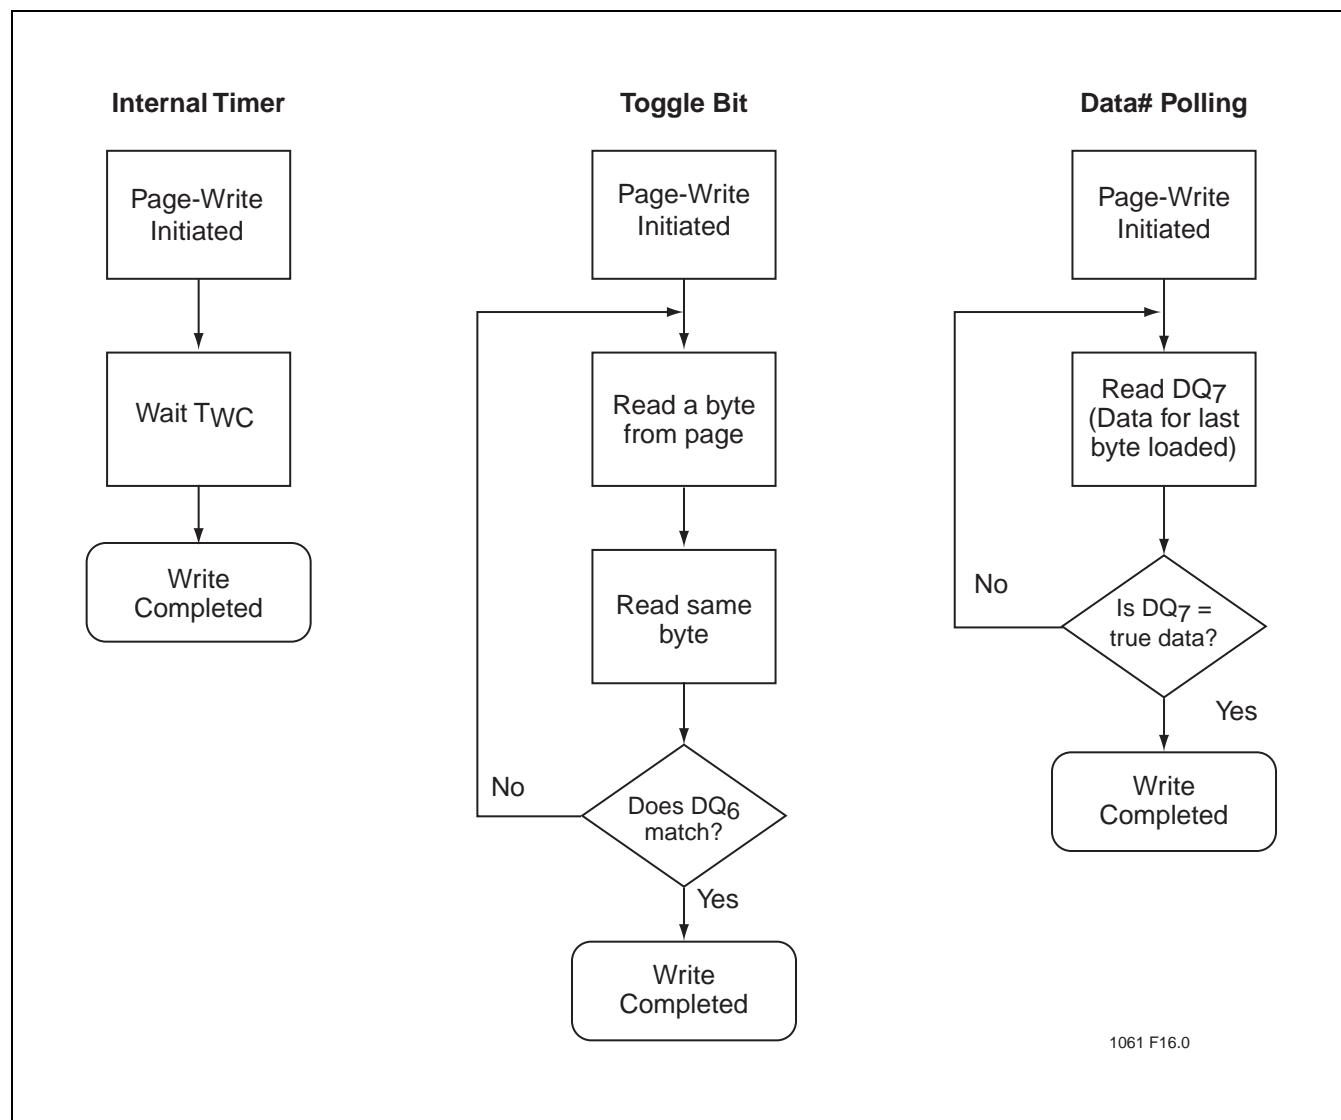 Internal Timer
Page-Write
Initiated
Wait TWC
Write
Completed
Toggle Bit
Page-Write
Initiated
Read a byte
from page
Read same
byte
No
Does DQ6
match?
Yes
Write
Completed
Data# Polling
Page-Write
Initiated
Read DQ7
(Data for last
byte loaded)
No
Is DQ7 =
true data?
Yes
Write
Completed
1061 F16.0